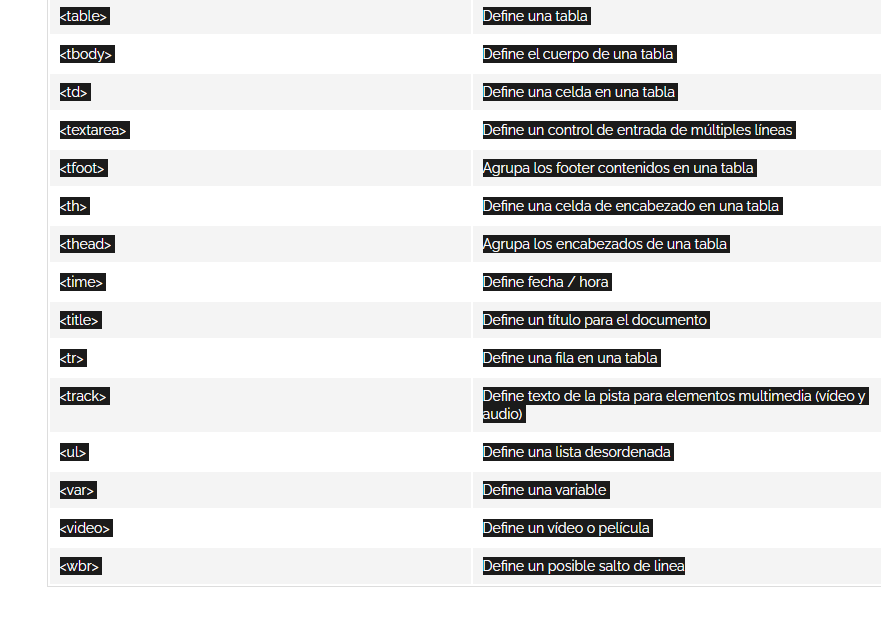 <table> Define una tabla
<tbody> Define el cuerpo de una tabla
<td> Define una celda en una tabla
<textarea> Define un control de entrada de múltiples líneas
<tfoot> Agrupa los footer contenidos en una tabla
<th> Define una celda de encabezado en una tabla
<thead> Agrupa los encabezados de una tabla
<time> Define fecha / hora
<title> Define un título para el documento
<tr> Define una fila en una tabla
<track> Define texto de la pista para elementos multimedia (vídeo y
audio)
<ul> Define una lista desordenada
<var> Define una variable
<video> Define un vídeo o película
<wbr> Define un posible salto de linea